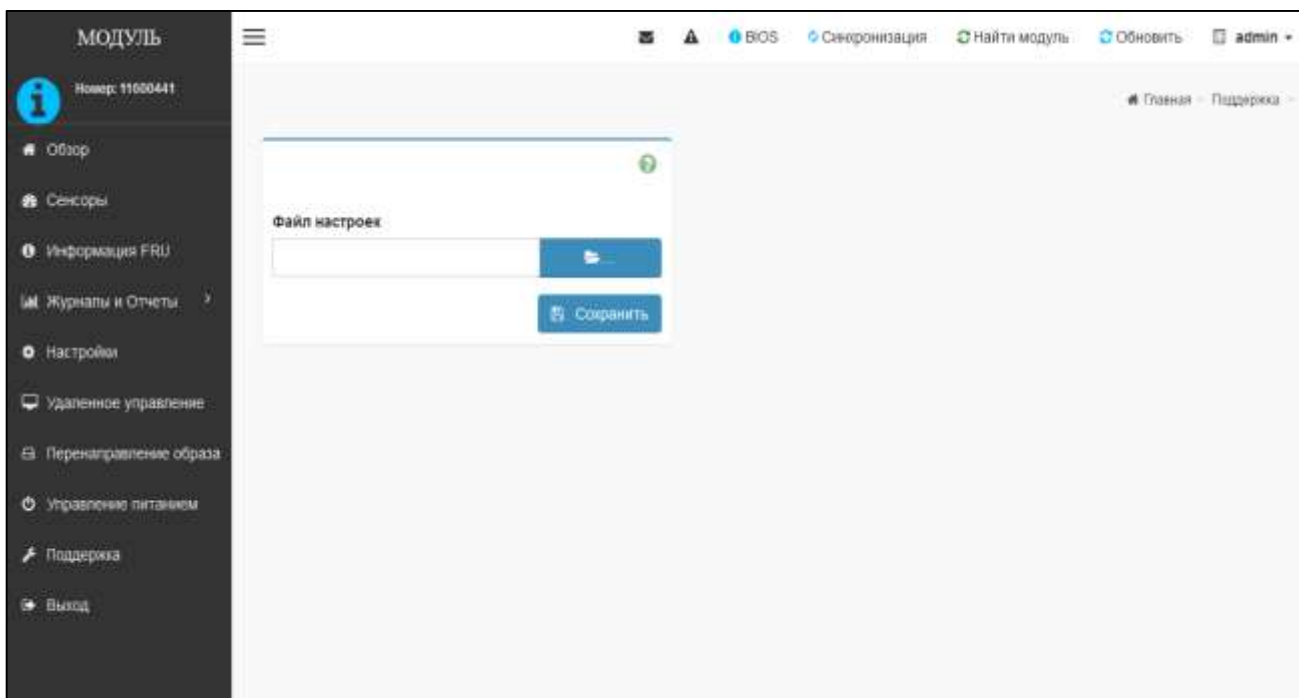 МОДУЛЬ
BIOS
Синхронизация
Найти модуль
Обновить
admin
Номер: 11600441
Главная
Поддержка
Обзор
Сенсоры
Информация FRU
Журналы и Отчеты
Настройки
Удаленное управление
Перенаправление образа
Управление питанием
Поддержка
Выход
Файл настроек
...
Сохранить